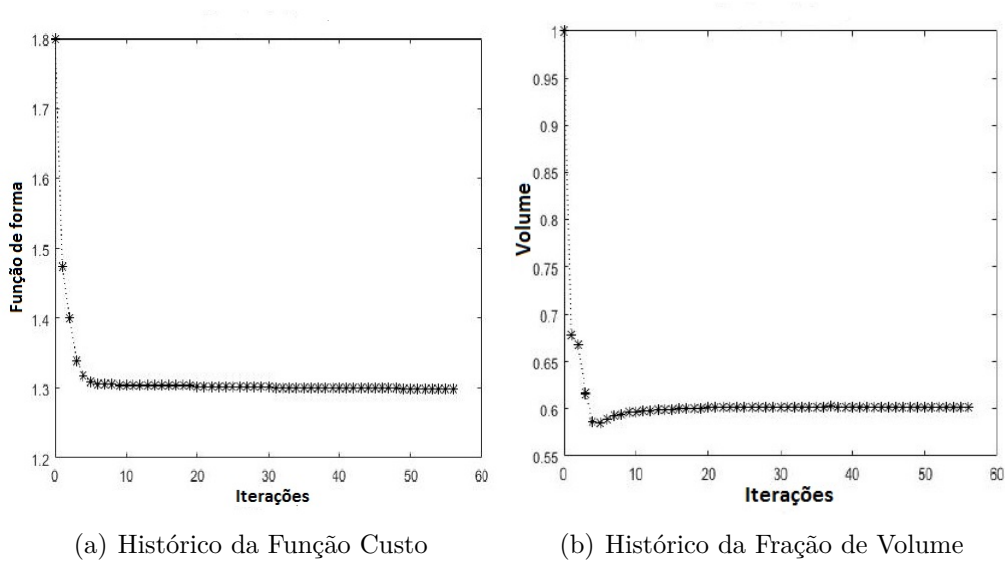 1.8
1.7
1.6
1.5
1.4
1.3
1.2
Função de forma
0 10 20 30 40 50 60
Iterações
(a) Histórico da Função Custo
1
0.95
0.9
0.85
0.8
0.75
0.7
0.65
0.6
0.55
Volume
0 10 20 30 40 50 60
Iterações
(b) Histórico da Fração de Volume